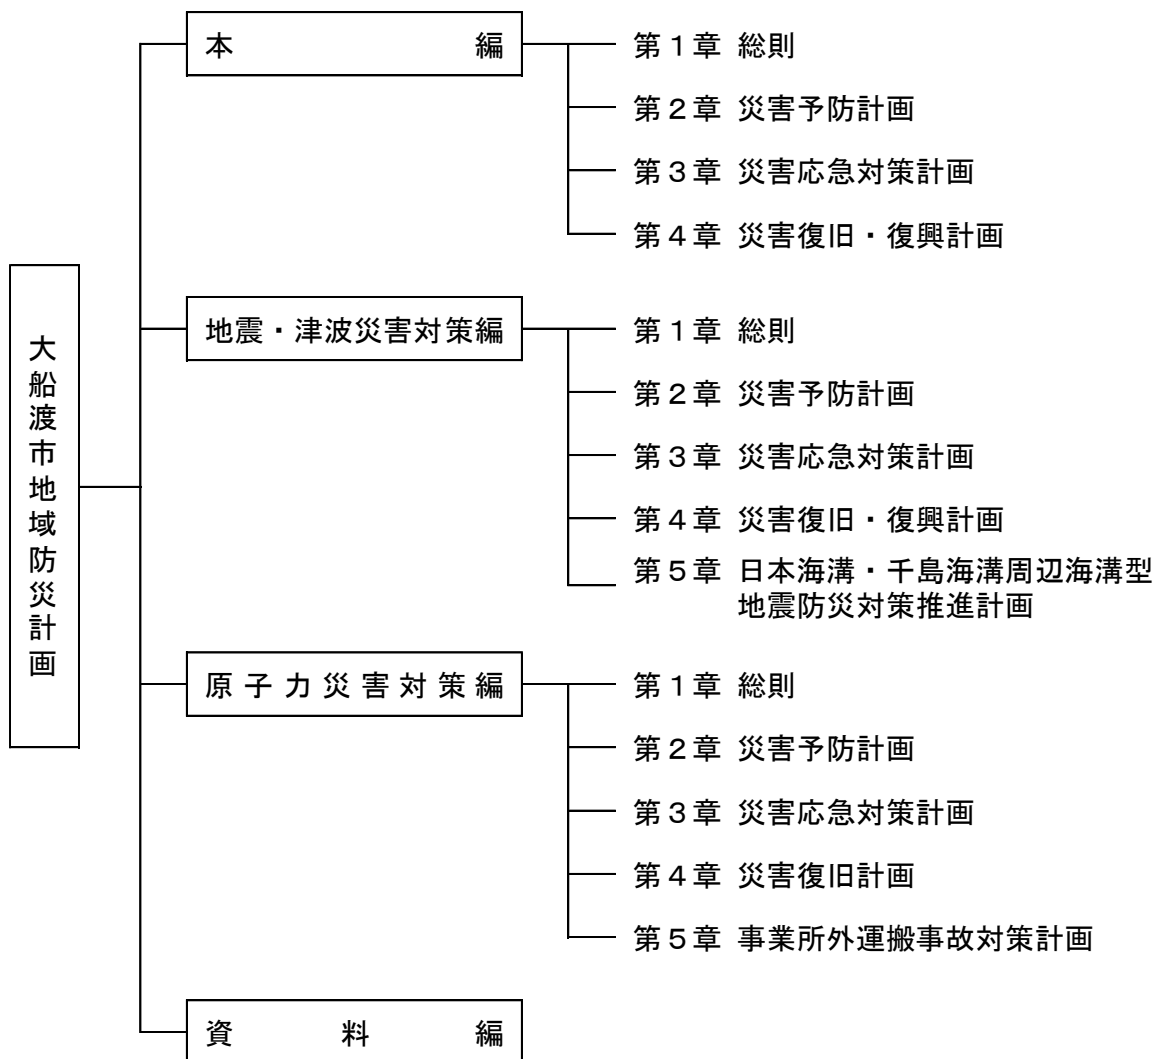 大船渡市地域防災計画
本編
第1章 総則
第2章 災害予防計画
第3章 災害応急対策計画
第4章 災害復旧・復興計画
地震・津波災害対策編
第1章 総則
第2章 災害予防計画
第3章 災害応急対策計画
第4章 災害復旧・復興計画
第5章 日本海溝・千島海溝周辺海溝型
地震防災対策推進計画
原子力災害対策編
第1章 総則
第2章 災害予防計画
第3章 災害応急対策計画
第4章 災害復旧計画
第5章 事業所外運搬事故対策計画
資料編